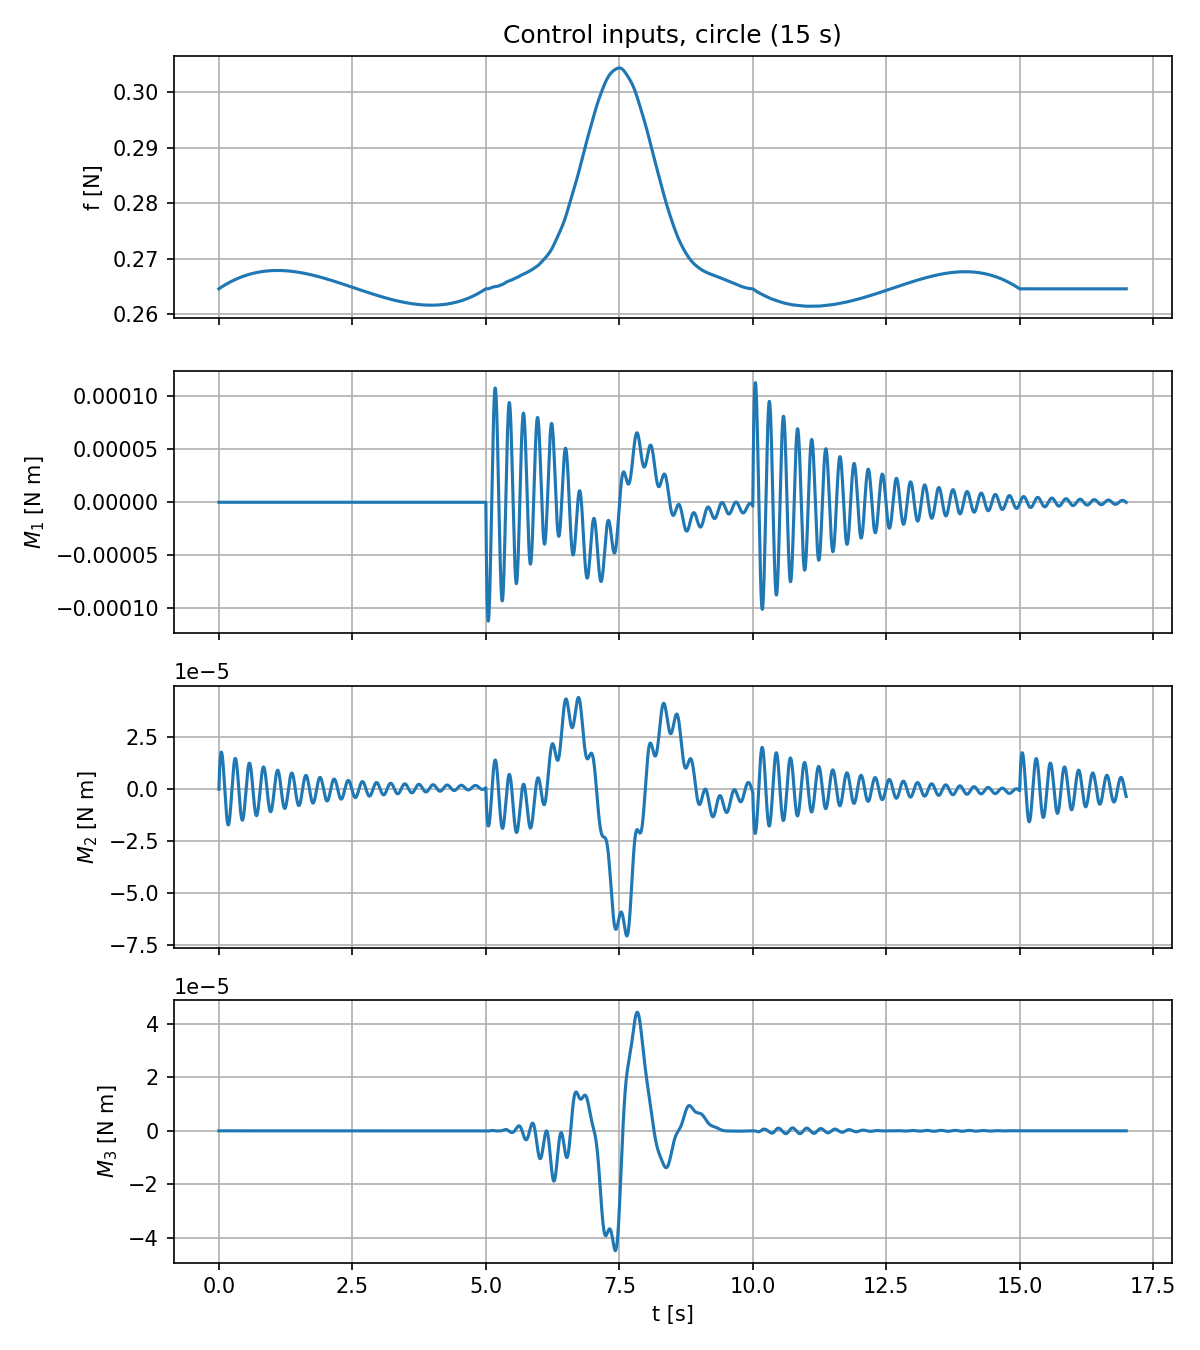 Control inputs, circle (15 s)
f [N]
0.30
0.29
0.28
0.27
0.26
M₁ [N m]
0.00010
0.00005
0.00000
−0.00005
−0.00010
1e−5
M₂ [N m]
2.5
0.0
−2.5
−5.0
−7.5
1e−5
M₃ [N m]
4
2
0
−2
−4
0.0 2.5 5.0 7.5 10.0 12.5 15.0 17.5
t [s]